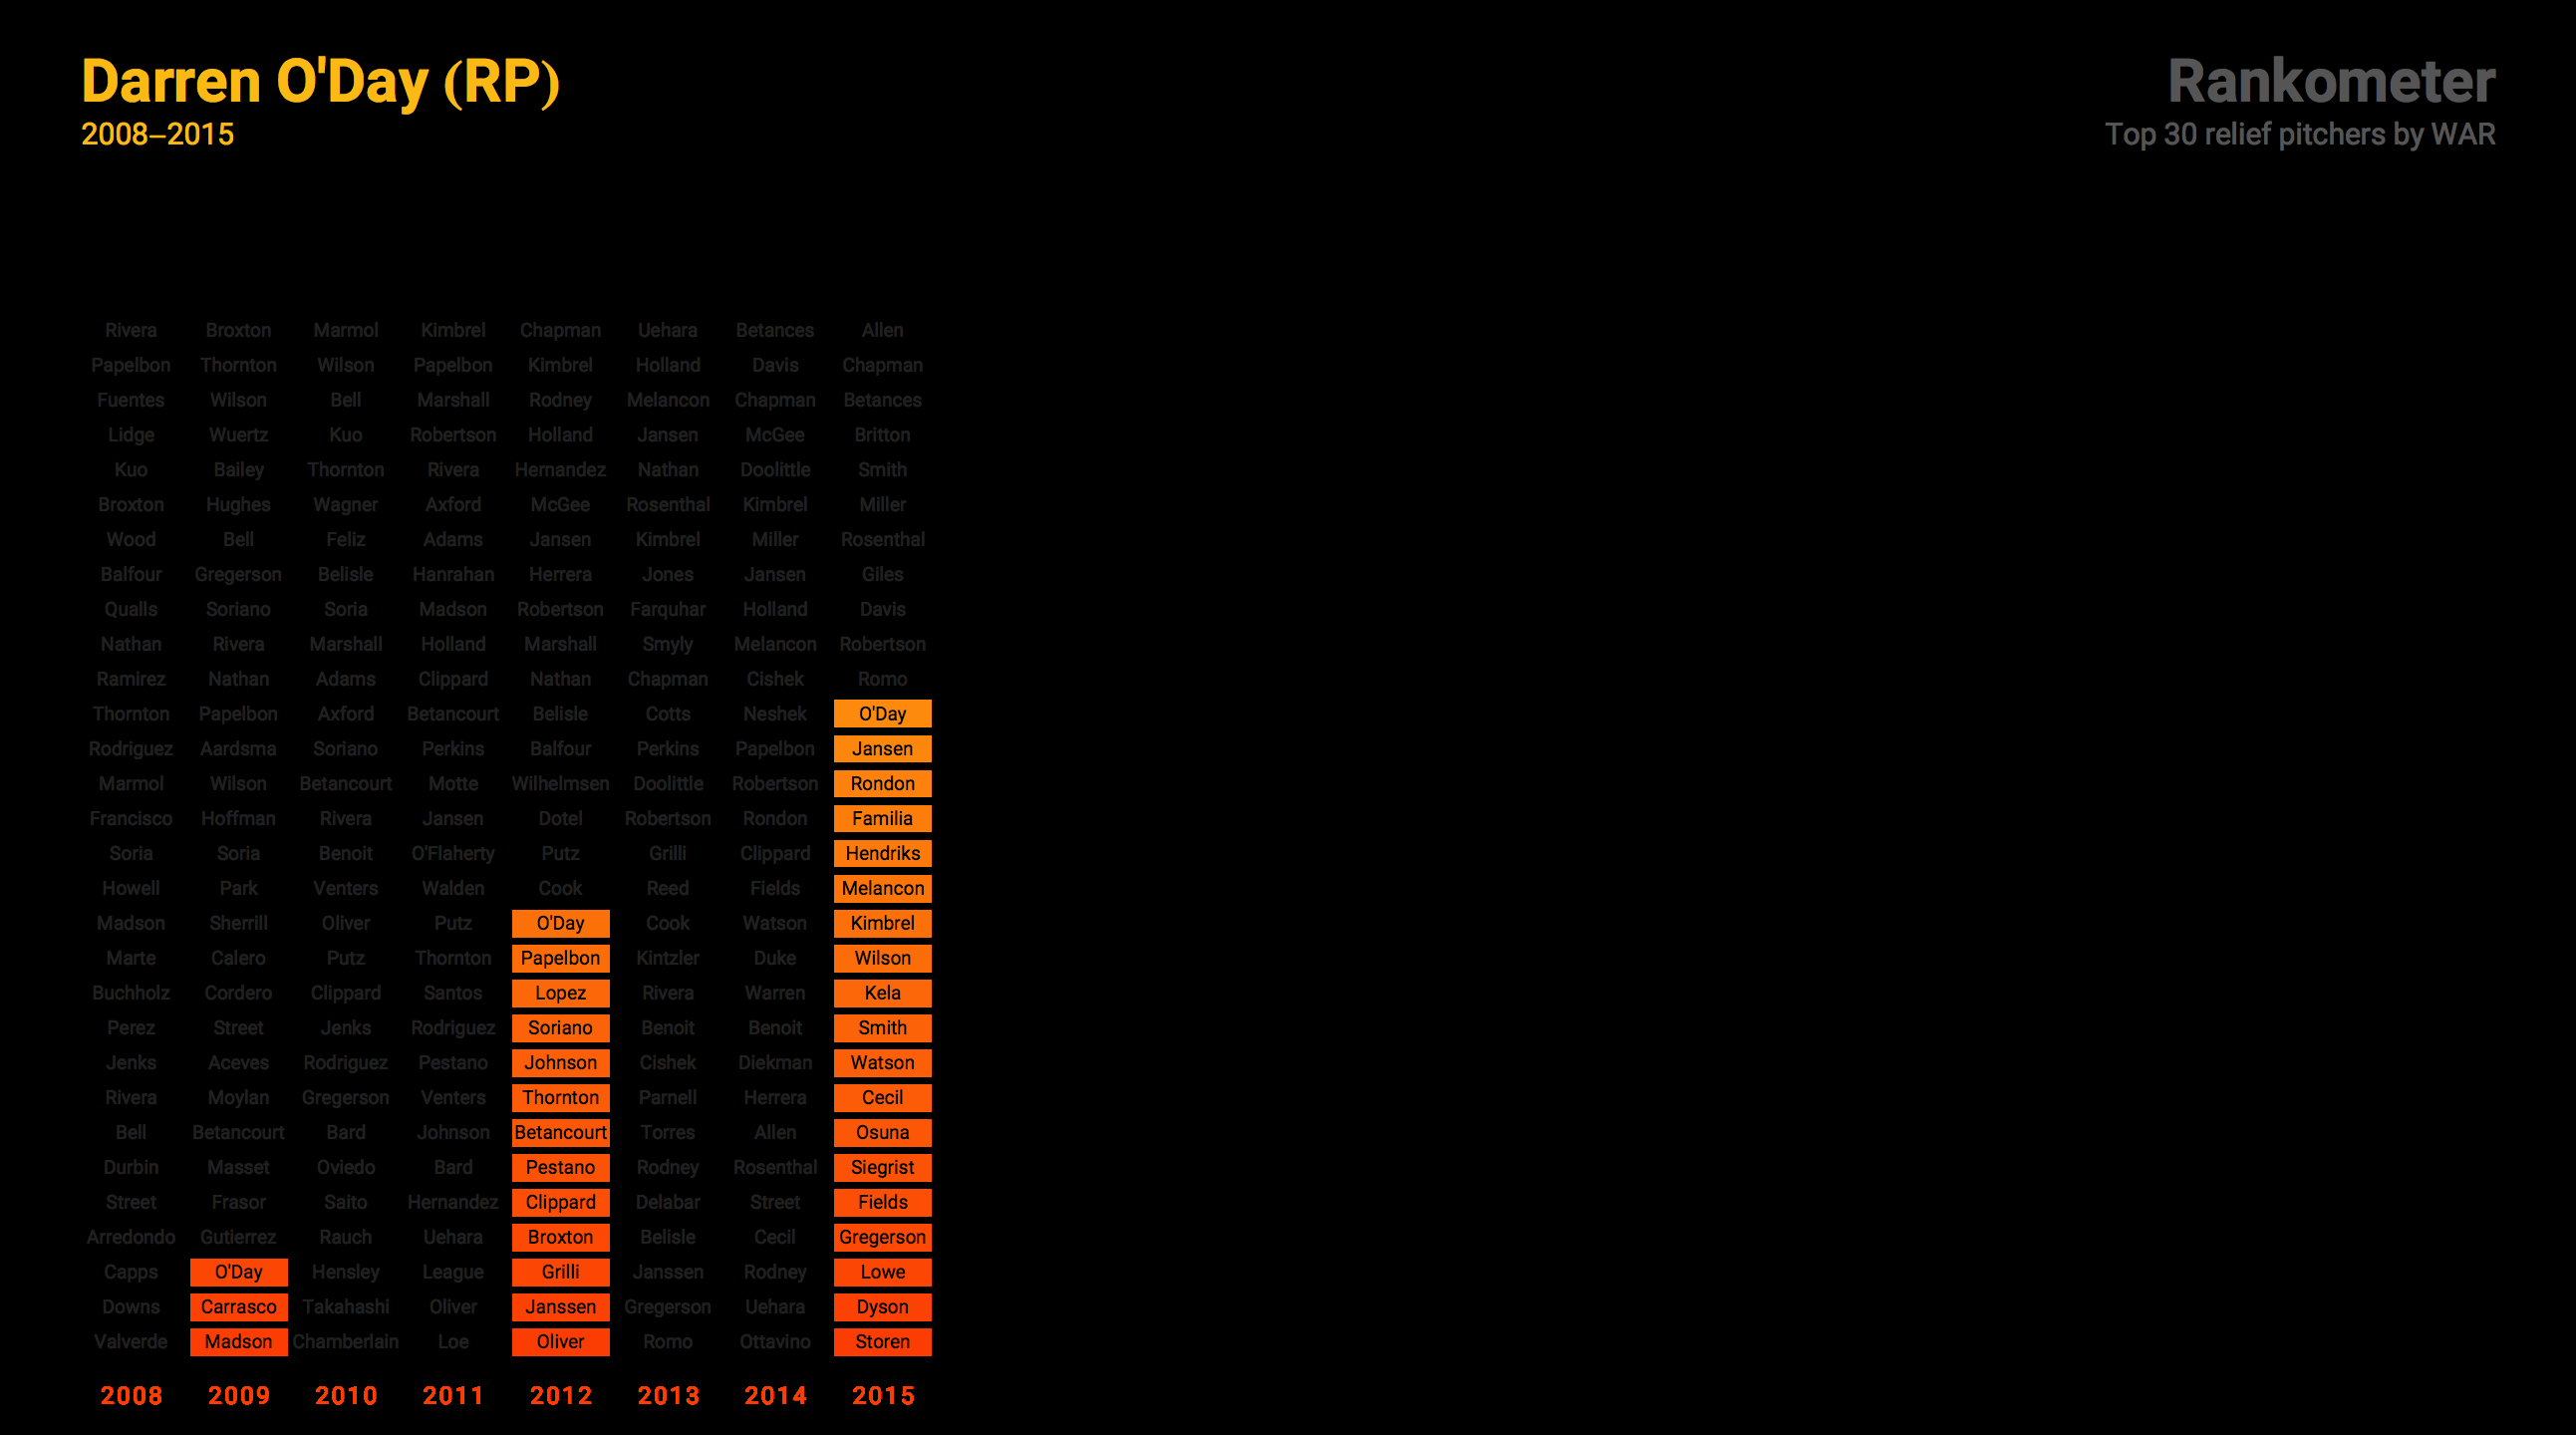 Darren O'Day (RP)
2008–2015
Rankometer
Top 30 relief pitchers by WAR
Rivera Broxton Marmol Kimbrel Chapman Uehara Betances Allen
Papelbon Thornton Wilson Papelbon Kimbrel Holland Davis Chapman
Fuentes Wilson Bell Marshall Rodney Melancon Chapman Betances
Lidge Wuertz Kuo Robertson Holland Jansen McGee Britton
Kuo Bailey Thornton Rivera Hernandez Nathan Doolittle Smith
Broxton Hughes Wagner Axford McGee Rosenthal Kimbrel Miller
Wood Bell Feliz Adams Jansen Kimbrel Miller Rosenthal
Balfour Gregerson Belisle Hanrahan Herrera Jones Jansen Giles
Qualls Soriano Soria Madson Robertson Farquhar Holland Davis
Nathan Rivera Marshall Holland Marshall Smyly Melancon Robertson
Ramirez Nathan Adams Clippard Nathan Chapman Cishek Romo
Thornton Papelbon Axford Betancourt Belisle Cotts Neshek O'Day
Rodriguez Aardsma Soriano Perkins Balfour Perkins Papelbon Jansen
Marmol Wilson Betancourt Motte Wilhelmsen Doolittle Robertson Rondon
Francisco Hoffman Rivera Jansen Dotel Robertson Rondon Familia
Soria Soria Benoit O'Flaherty Putz Grilli Clippard Hendriks
Howell Park Venters Walden Cook Reed Fields Melancon
Madson Sherrill Oliver Putz O'Day Cook Watson Kimbrel
Marte Calero Putz Thornton Papelbon Kintzler Duke Wilson
Buchholz Cordero Clippard Santos Lopez Rivera Warren Kela
Perez Street Jenks Rodriguez Soriano Benoit Benoit Smith
Jenks Aceves Rodriguez Pestano Johnson Cishek Diekman Watson
Rivera Moylan Gregerson Venters Thornton Parnell Herrera Cecil
Bell Betancourt Bard Johnson Betancourt Torres Allen Osuna
Durbin Masset Oviedo Bard Pestano Rodney Rosenthal Siegrist
Street Frasor Saito Hernandez Clippard Delabar Street Fields
Arredondo Gutierrez Rauch Uehara Broxton Belisle Cecil Gregerson
Capps O'Day Hensley League Grilli Janssen Rodney Lowe
Downs Carrasco Takahashi Oliver Janssen Gregerson Uehara Dyson
Valverde Madson Chamberlain Loe Oliver Romo Ottavino Storen
2008 2009 2010 2011 2012 2013 2014 2015